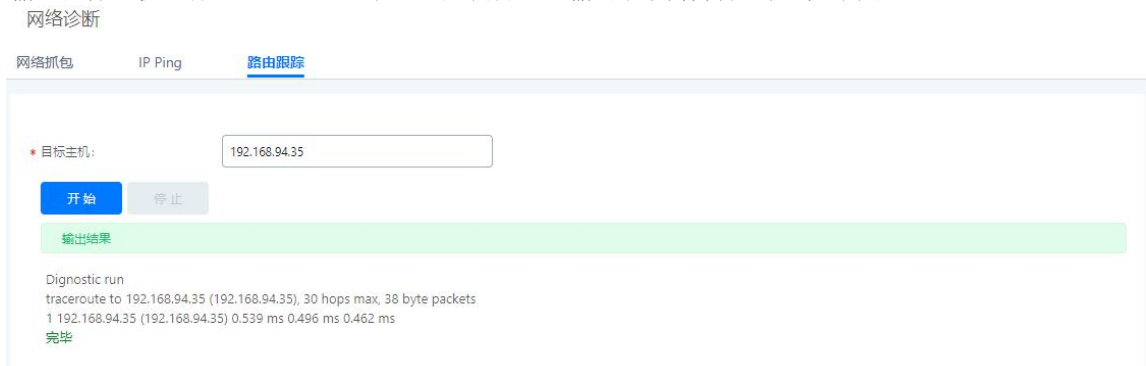 网络诊断
网络抓包 IP Ping 路由跟踪
* 目标主机: 192.168.94.35
开始 停止
输出结果
Dignostic run
traceroute to 192.168.94.35 (192.168.94.35), 30 hops max, 38 byte packets
1 192.168.94.35 (192.168.94.35) 0.539 ms 0.496 ms 0.462 ms
完毕